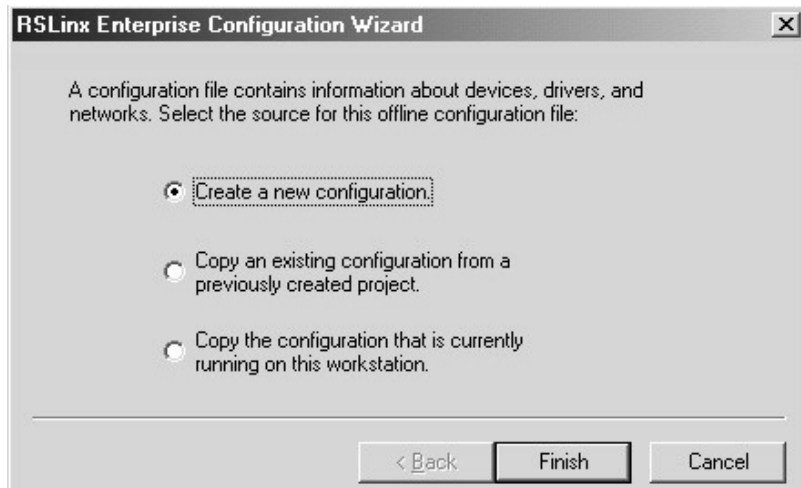 RSLinx Enterprise Configuration Wizard
A configuration file contains information about devices, drivers, and
networks. Select the source for this offline configuration file:
Create a new configuration.
Copy an existing configuration from a
previously created project.
Copy the configuration that is currently
running on this workstation.
< Back
Finish
Cancel